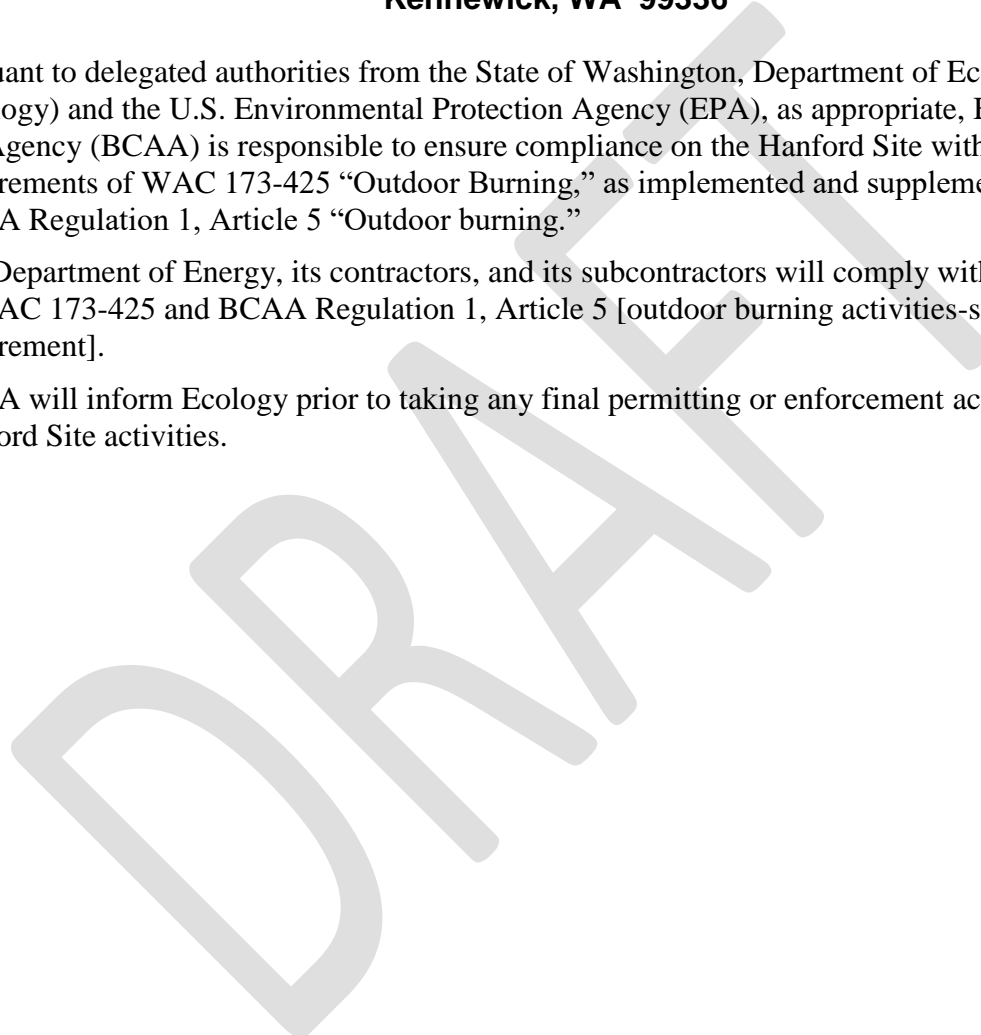 Kennewick, WA 99336
uant to delegated authorities from the State of Washington, Department of Ec
logy) and the U.S. Environmental Protection Agency (EPA), as appropriate,
Agency (BCAA) is responsible to ensure compliance on the Hanford Site with
rements of WAC 173-425 “Outdoor Burning,” as implemented and suppleme
A Regulation 1, Article 5 “Outdoor burning.”
Department of Energy, its contractors, and its subcontractors will comply with
AC 173-425 and BCAA Regulation 1, Article 5 [outdoor burning activities-s
rement].
A will inform Ecology prior to taking any final permitting or enforcement ac
ord Site activities.
DRAFT